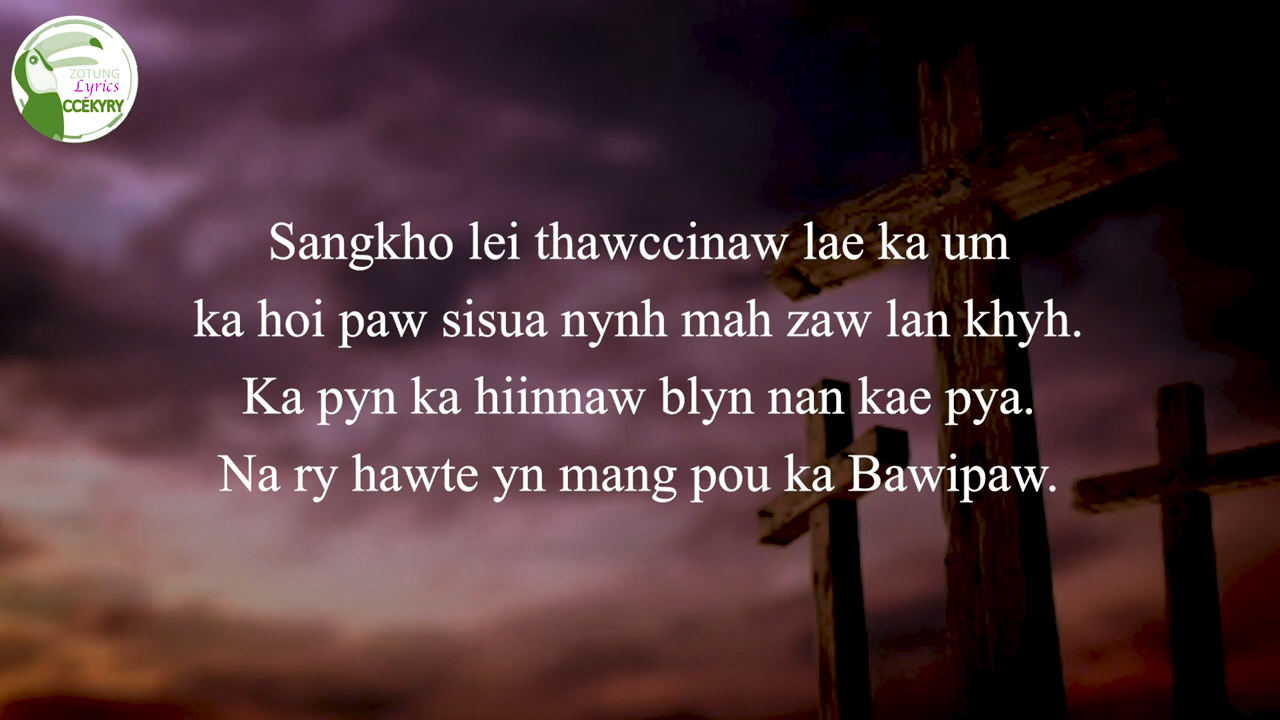 ZOTUNG
Lyrics
CCEKYRY
Sangkho lei thawccinaw lae ka um
ka hoi paw sisua nynh mah zaw lan khyh.
Ka pyn ka hiinnaw blyn nan kae pya.
Na ry hawte yn mang pou ka Bawipaw.